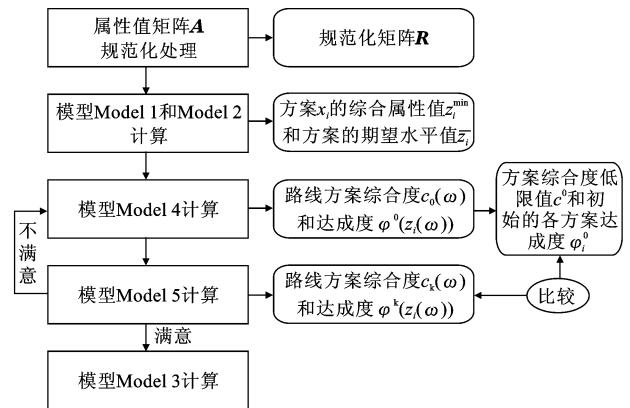 属性值矩阵A
规范化处理
规范化矩阵R
模型Model 1和Model 2
计算
方案xᵢ的综合属性值zᵢᵐⁱⁿ
和方案的期望水平值z̅ᵢ
模型Model 4计算
路线方案综合度c₀(ω)
和达成度 φ⁰(zᵢ(ω))
方案综合度低
限值c⁰和初
始的各方案达
成度 φᵢ⁰
不满意
模型Model 5计算
路线方案综合度cₖ(ω)
和达成度 φᵏ(zᵢ(ω))
比较
满意
模型Model 3计算